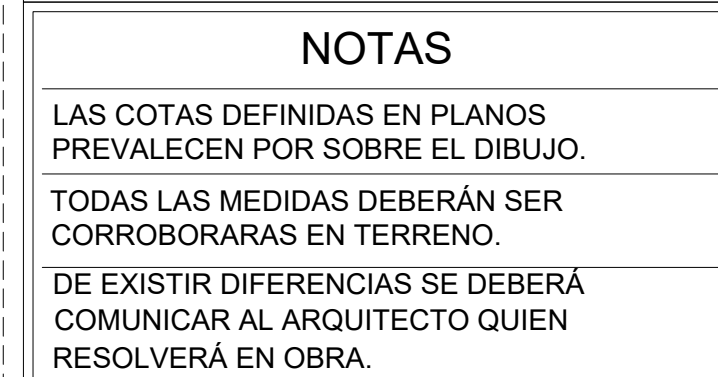 NOTAS
LAS COTAS DEFINIDAS EN PLANOS
PREVALECEN POR SOBRE EL DIBUJO.
TODAS LAS MEDIDAS DEBERÁN SER
CORROBORARAS EN TERRENO.
DE EXISTIR DIFERENCIAS SE DEBERÁ
COMUNICAR AL ARQUITECTO QUIEN
RESOLVERÁ EN OBRA.